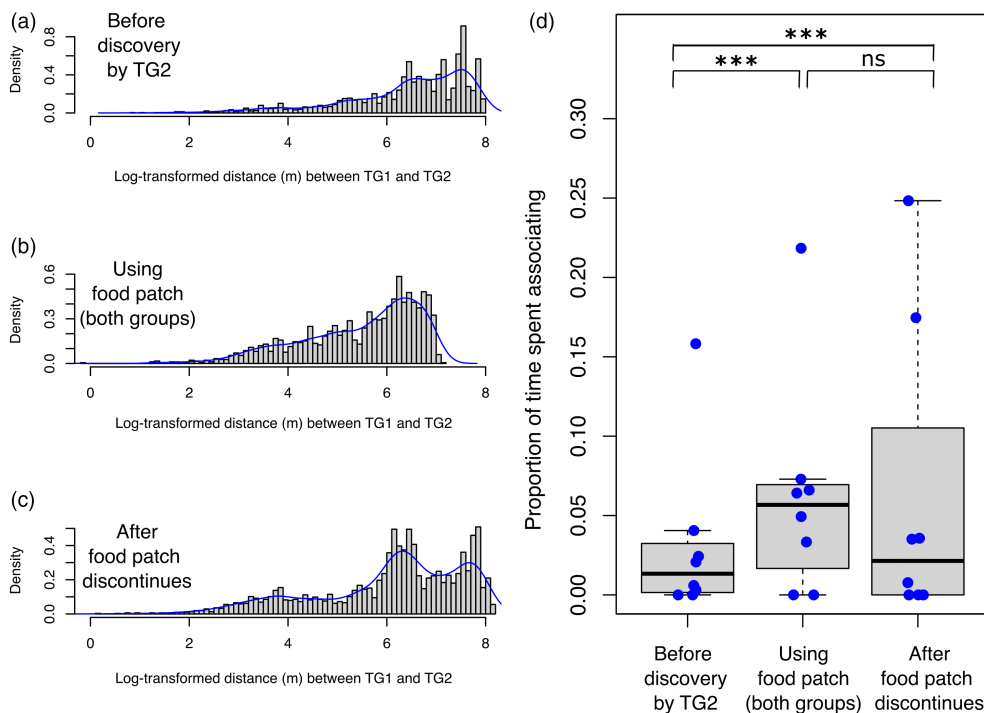 (a)
Before
discovery
by TG2
Density
0.0 0.4 0.8
0 2 4 6 8
Log-transformed distance (m) between TG1 and TG2
(b)
Using
food patch
(both groups)
Density
0.0 0.3 0.6
0 2 4 6 8
Log-transformed distance (m) between TG1 and TG2
(c)
After
food patch
discontinues
Density
0.0 0.2 0.4
0 2 4 6 8
Log-transformed distance (m) between TG1 and TG2
(d)
***
*** ns
Proportion of time spent associating
0.30
0.25
0.20
0.15
0.10
0.05
0.00
Before
discovery
by TG2
Using
food patch
(both groups)
After
food patch
discontinues